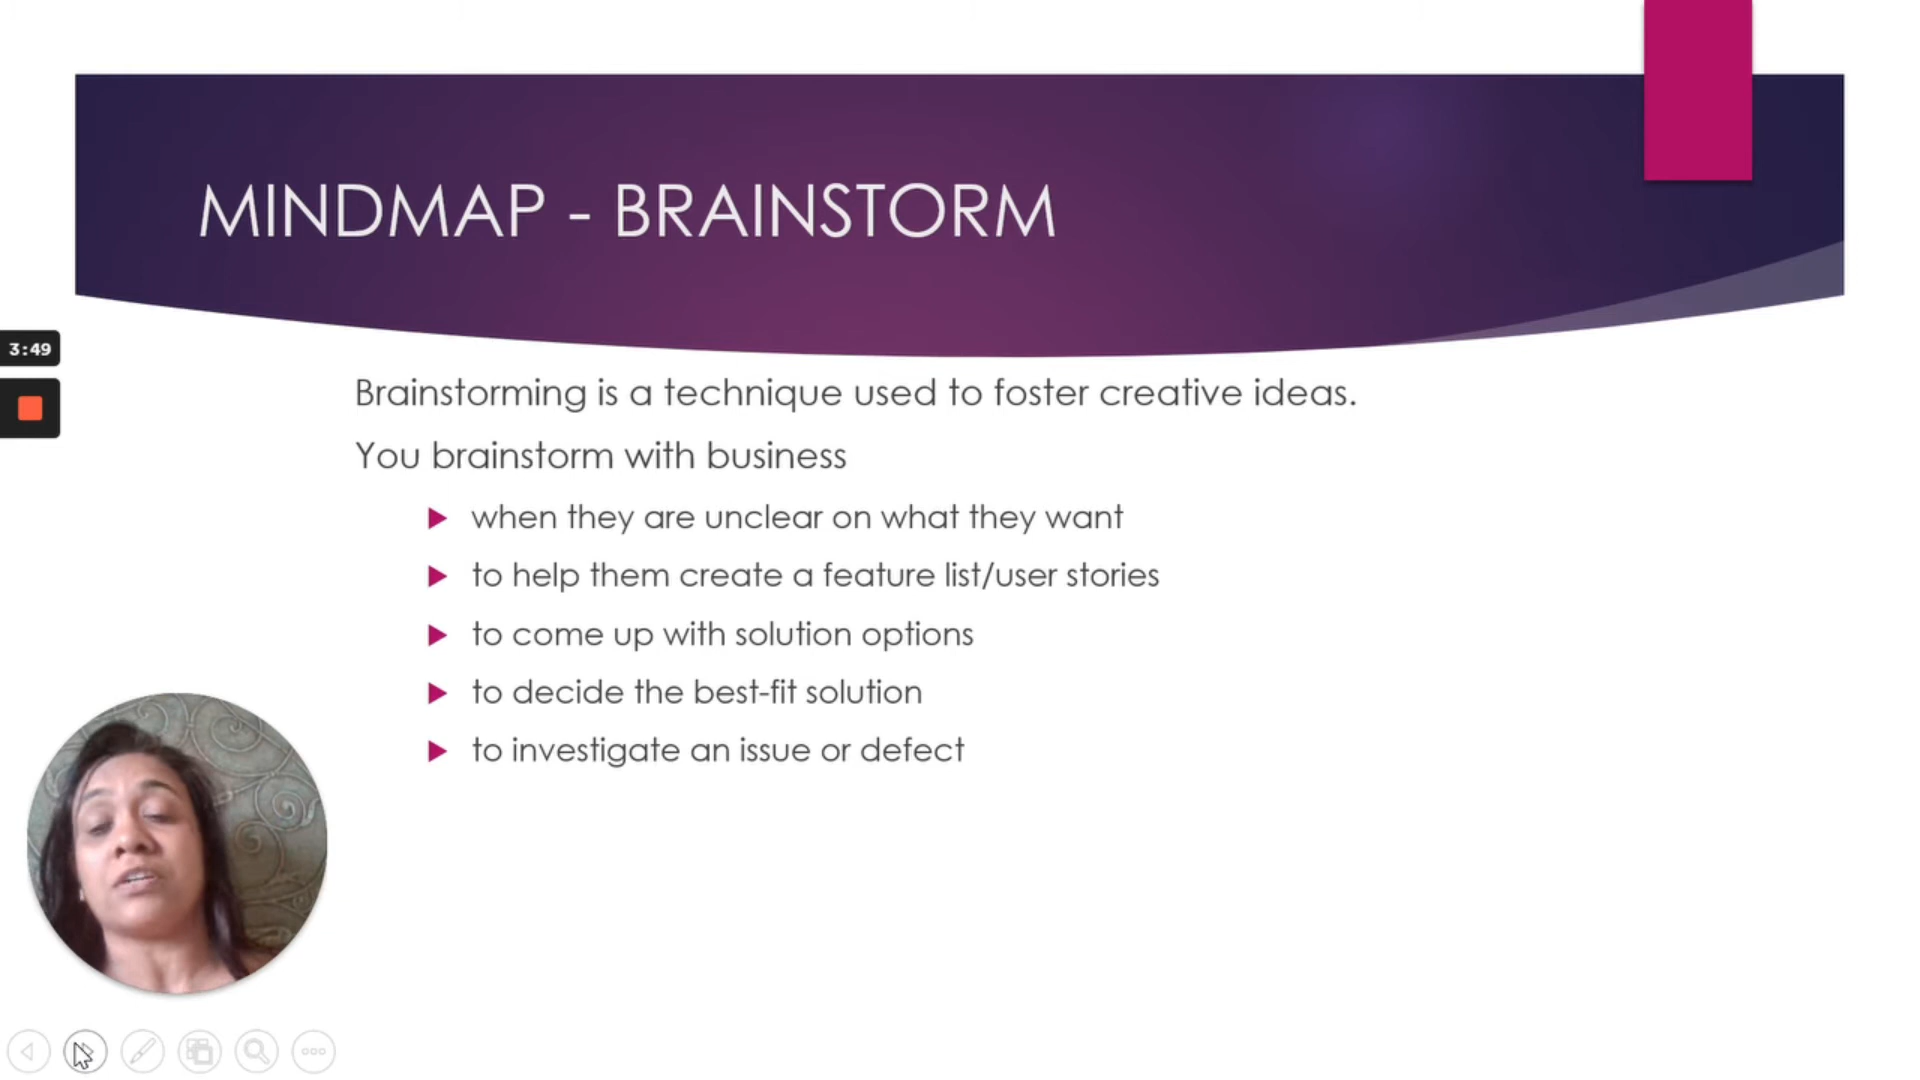 MINDMAP - BRAINSTORM
3:49
Brainstorming is a technique used to foster creative ideas.
You brainstorm with business
when they are unclear on what they want
to help them create a feature list/user stories
to come up with solution options
to decide the best-fit solution
to investigate an issue or defect